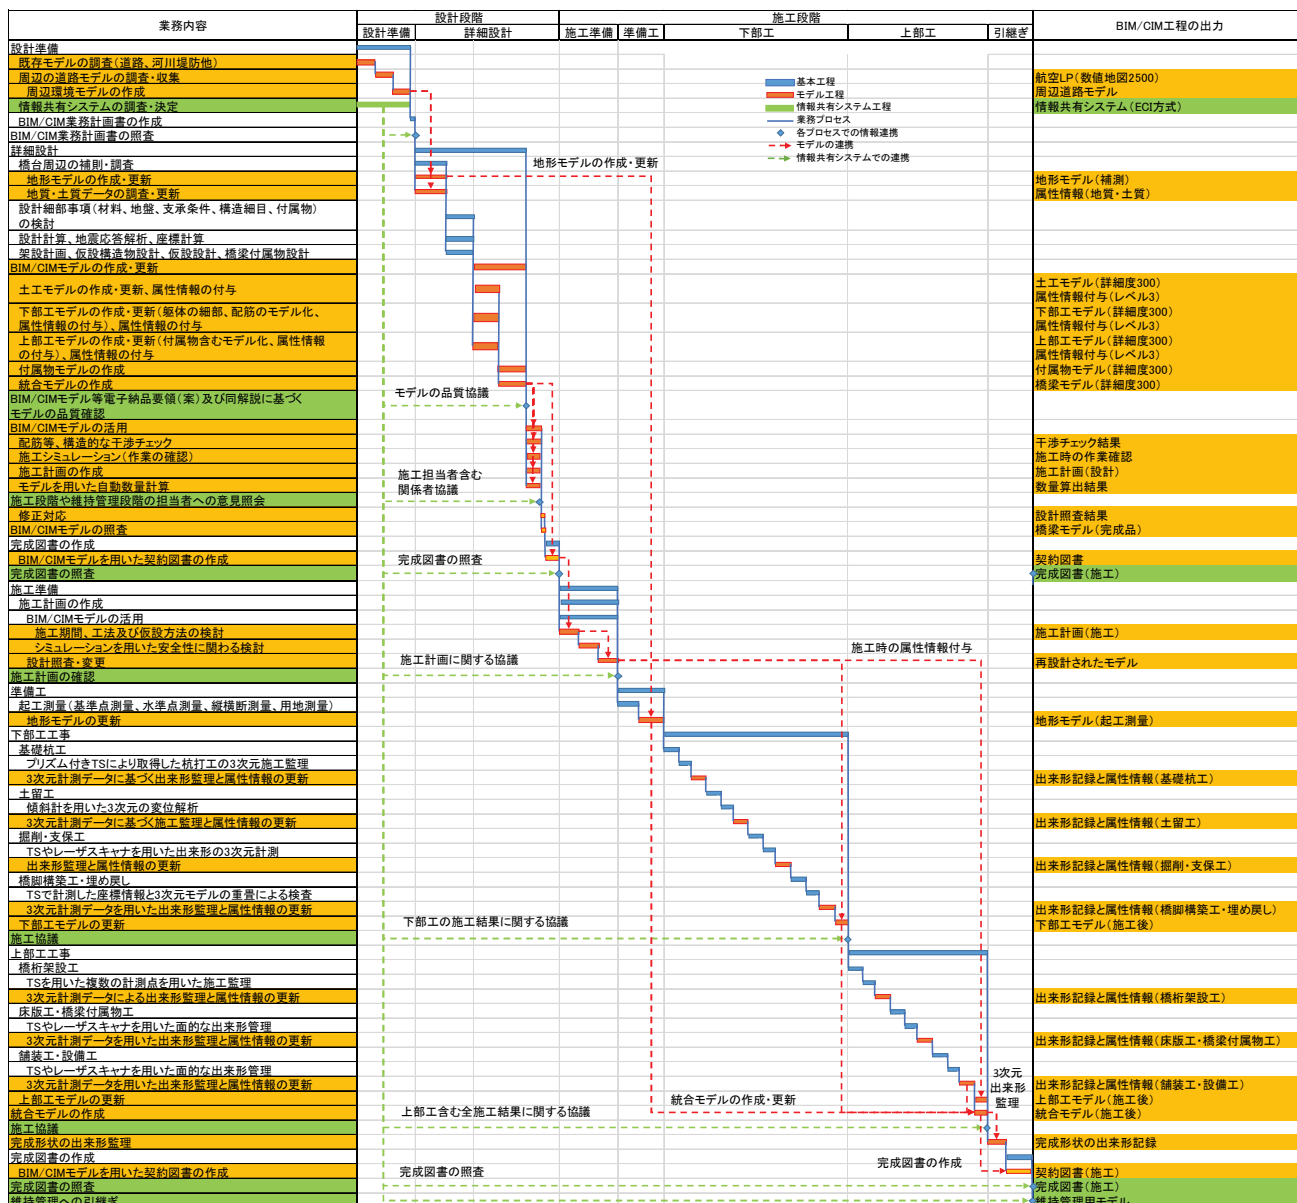 業務内容
設計段階
施工段階
BIM/CIM工程の出力
設計準備
詳細設計
施工準備
準備工
下部工
上部工
引継ぎ
設計準備
既存モデルの調査(道路、河川堤防他)
周辺の道路モデルの調査・収集
航空LP(数値地図2500)
周辺環境モデルの作成
周辺道路モデル
情報共有システムの調査・決定
情報共有システム(ECI方式)
BIM/CIM業務計画書の作成
BIM/CIM業務計画書の照査
基本工程
モデル工程
情報共有システム工程
業務プロセス
各プロセスでの情報連携
モデルの連携
情報共有システムでの連携
詳細設計
橋台周辺の補測・調査
地形モデルの作成・更新
地形モデルの作成・更新
地形モデル(補測)
地質・土質データの調査・更新
属性情報(地質・土質)
設計細部事項(材料、地盤、支承条件、構造細目、付属物)
の検討
設計計算、地震応答解析、座標計算
架設計画、仮設構造物設計、仮設設計、橋梁付属物設計
BIM/CIMモデルの作成・更新
土工モデルの作成・更新、属性情報の付与
土工モデル(詳細度300)
属性情報付与(レベル3)
下部工モデルの作成・更新(躯体の細部、配筋のモデル化、
属性情報の付与)、属性情報の付与
下部工モデル(詳細度300)
属性情報付与(レベル3)
上部工モデルの作成・更新(付属物含むモデル化、属性情報
の付与)、属性情報の付与
上部工モデル(詳細度300)
属性情報付与(レベル3)
付属物モデルの作成・更新
付属物モデル(詳細度300)
統合モデルの作成
橋梁モデル(詳細度300)
BIM/CIMモデル等電子納品要領(案)及び同解説に基づく
モデルの品質確認
モデルの品質協議
BIM/CIMモデルの活用
配筋等、構造的な干渉チェック
干渉チェック結果
施工シミュレーション(作業の確認)
施工時の作業確認
施工計画の作成
施工計画(設計)
モデルを用いた自動数量計算
数量算出結果
施工担当者含む
関係者協議
施工段階や維持管理段階の担当者への意見照会
修正対応
設計照査結果
BIM/CIMモデルの照査
橋梁モデル(完成品)
完成図書の作成
BIM/CIMモデルを用いた契約図書の作成
完成図書の照査
契約図書
完成図書の照査
完成図書(施工)
施工準備
施工計画の作成
BIM/CIMモデルの活用
施工期間、工法及び仮設方法の検討
施工計画(施工)
シミュレーションを用いた安全性に関わる検討
施工時の属性情報付与
設計照査・変更
施工計画に関する協議
再設計されたモデル
施工計画の確認
準備工
起工測量(基準点測量、水準点測量、縦横断測量、用地測量)
地形モデルの更新
地形モデル(起工測量)
下部工工事
基礎杭工
プリズム付きTSにより取得した杭打工の3次元施工監理
3次元計測データに基づく出来形監理と属性情報の更新
出来形記録と属性情報(基礎杭工)
土留工
傾斜計を用いた3次元の変位解析
3次元計測データに基づく施工監理と属性情報の更新
出来形記録と属性情報(土留工)
掘削・支保工
TSやレーザスキャナを用いた出来形の3次元計測
出来形監理と属性情報の更新
出来形記録と属性情報(掘削・支保工)
橋脚構築工・埋め戻し
TSで計測した座標情報と3次元モデルの重畳による検査
3次元計測データを用いた出来形監理と属性情報の更新
出来形記録と属性情報(橋脚構築工・埋め戻し)
下部工モデルの更新
下部工の施工結果に関する協議
下部工モデル(施工後)
施工協議
上部工工事
橋桁架設工
TSを用いた複数の計測点を用いた施工監理
3次元計測データによる出来形監理と属性情報の更新
出来形記録と属性情報(橋桁架設工)
床版工・橋梁付属物工
TSやレーザスキャナを用いた面的な出来形管理
3次元計測データを用いた出来形監理と属性情報の更新
出来形記録と属性情報(床版工・橋梁付属物工)
舗装工・設備工
TSやレーザスキャナを用いた面的な出来形管理
3次元
出来形
監理
3次元計測データを用いた出来形監理と属性情報の更新
出来形記録と属性情報(舗装工・設備工)
上部工モデルの更新
統合モデルの作成・更新
上部工モデル(施工後)
統合モデルの作成
上部工含む全施工結果に関する協議
統合モデル(施工後)
施工協議
完成形状の出来形監理
完成形状の出来形記録
完成図書の作成
完成図書の作成
BIM/CIMモデルを用いた契約図書の作成
完成図書の照査
契約図書(施工)
完成図書の照査
完成図書(施工)
維持管理への引継ぎ
維持管理用モデル